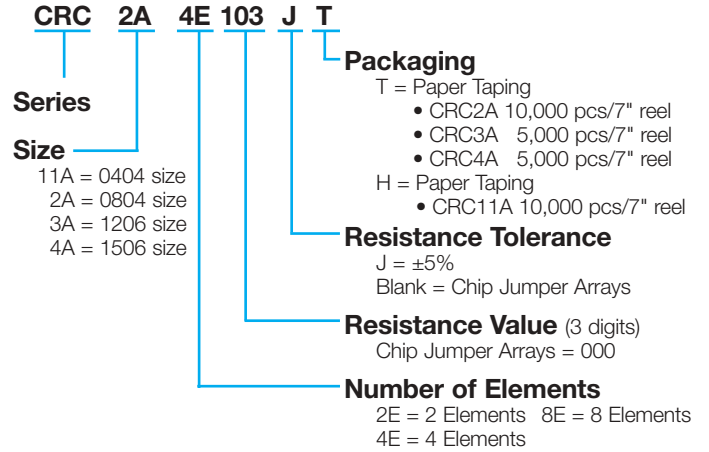 CRC 2A 4E 103 J T
Packaging
T = Paper Taping
• CRC2A 10,000 pcs/7" reel
• CRC3A 5,000 pcs/7" reel
• CRC4A 5,000 pcs/7" reel
H = Paper Taping
• CRC11A 10,000 pcs/7" reel
Series
Size
11A = 0404 size
2A = 0804 size
3A = 1206 size
4A = 1506 size
Resistance Tolerance
J = ±5%
Blank = Chip Jumper Arrays
Resistance Value (3 digits)
Chip Jumper Arrays = 000
Number of Elements
2E = 2 Elements 8E = 8 Elements
4E = 4 Elements